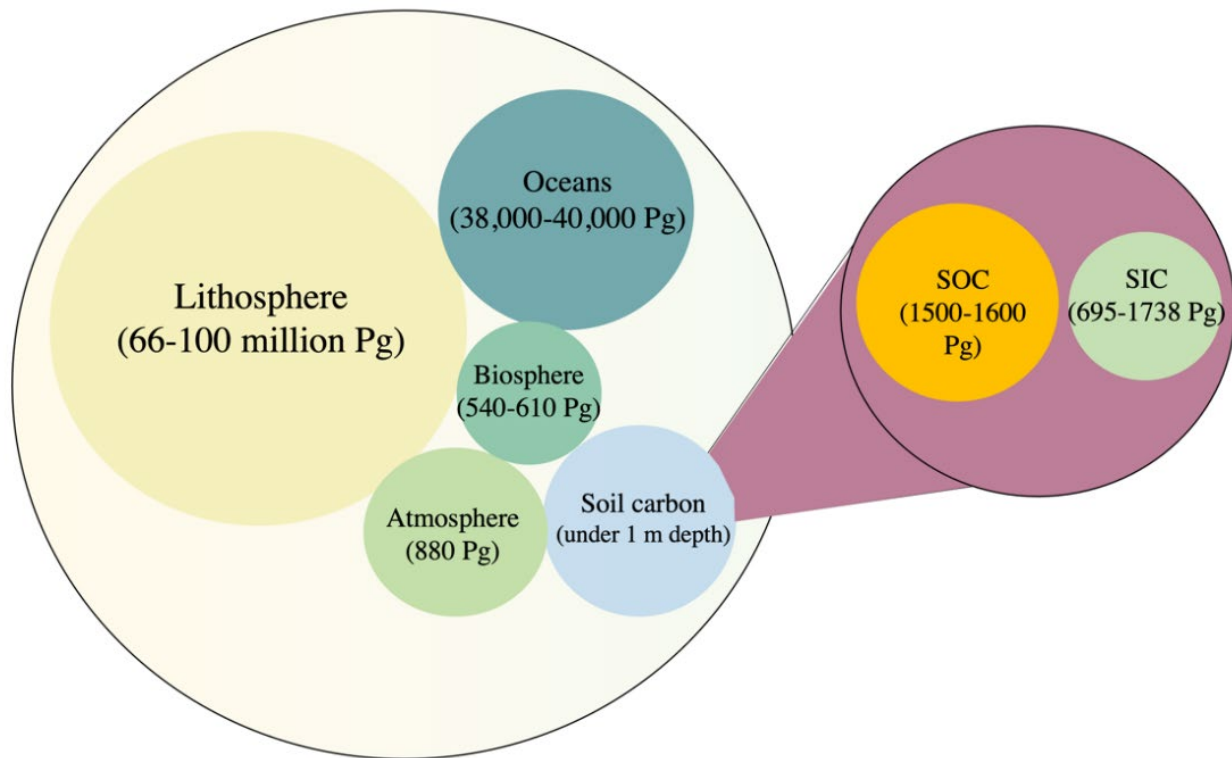 Oceans
(38,000-40,000 Pg)
Lithosphere
(66-100 million Pg)
Biosphere
(540-610 Pg)
Atmosphere
(880 Pg)
Soil carbon
(under 1 m depth)
SOC
(1500-1600
Pg)
SIC
(695-1738 Pg)